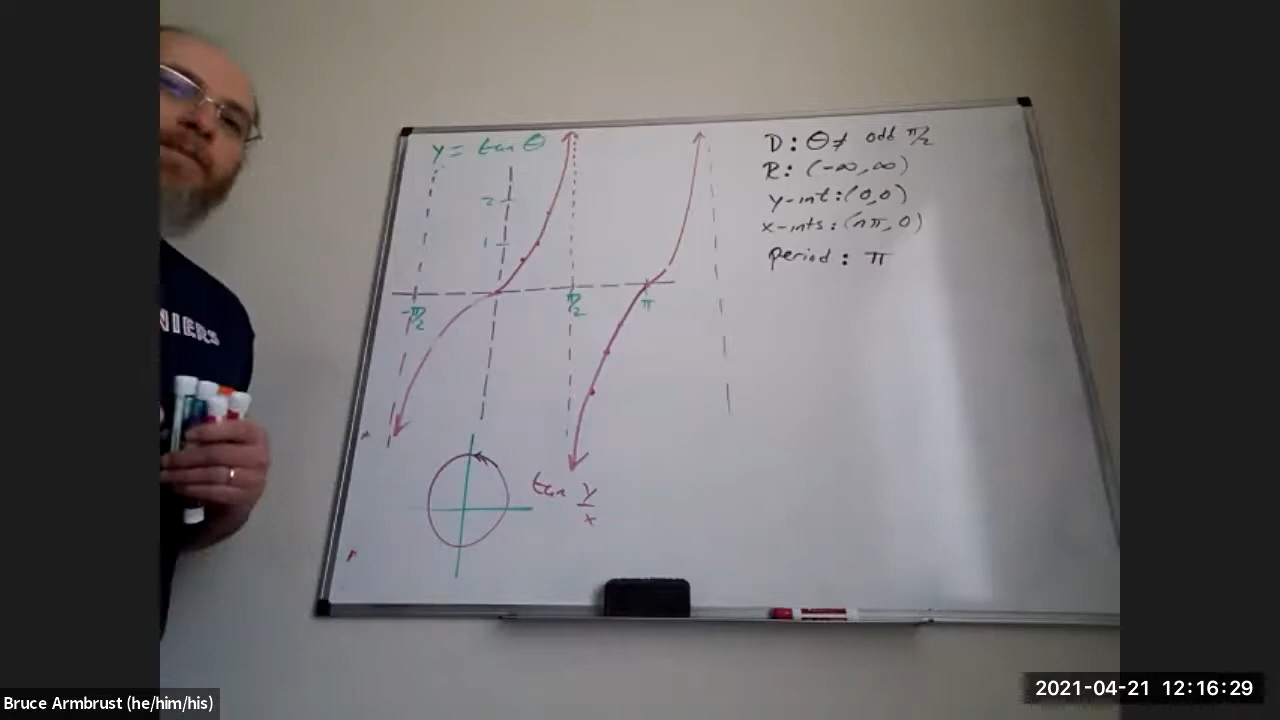 y = tan θ
2
1
-π/2
π/2
π
tan y/x
D: θ ≠ odd π/2
R: (-∞, ∞)
y-int: (0,0)
x-ints: (nπ, 0)
period: π
NIERS
Bruce Armbrust (he/him/his)
2021-04-21 12:16:29